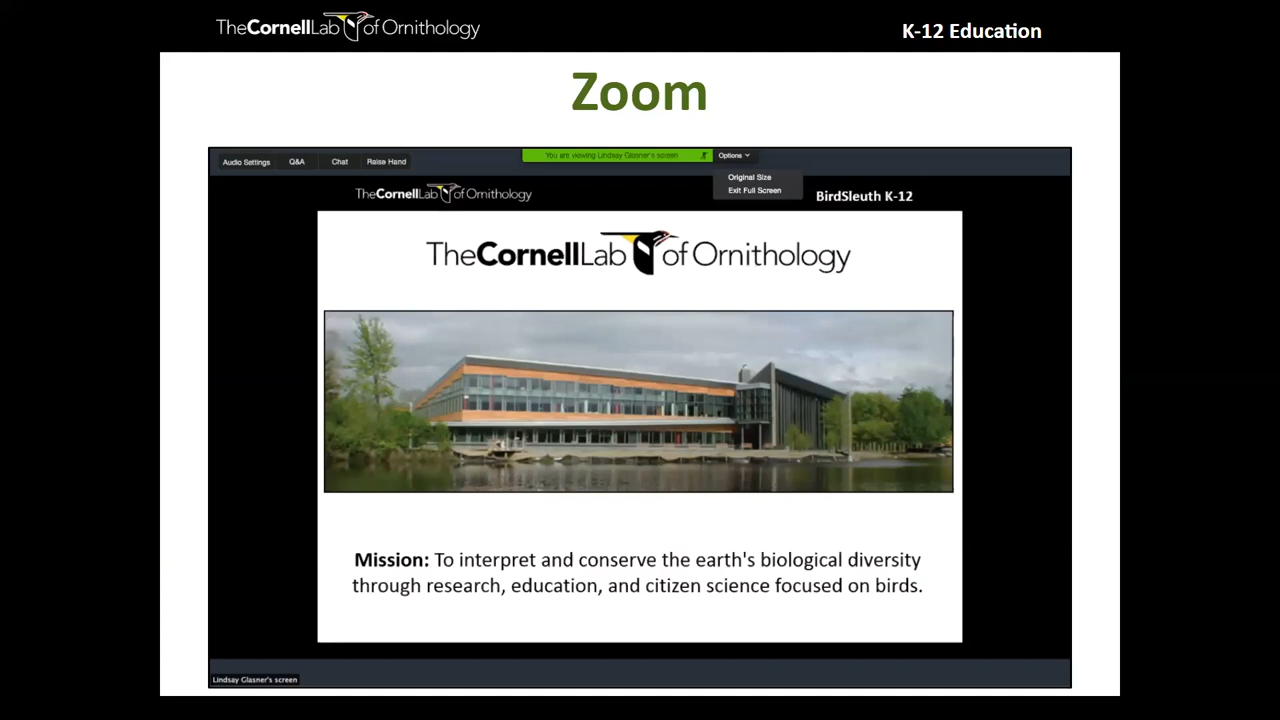 TheCornellLab of Ornithology
K-12 Education
Zoom
Audio Settings Q&A Chat Raise Hand
You are viewing Lindsay Glasner's screen Options
Original Size
Exit Full Screen
TheCornellLab of Ornithology
BirdSleuth K-12
TheCornellLab of Ornithology
Mission: To interpret and conserve the earth's biological diversity
through research, education, and citizen science focused on birds.
Lindsay Glasner's screen